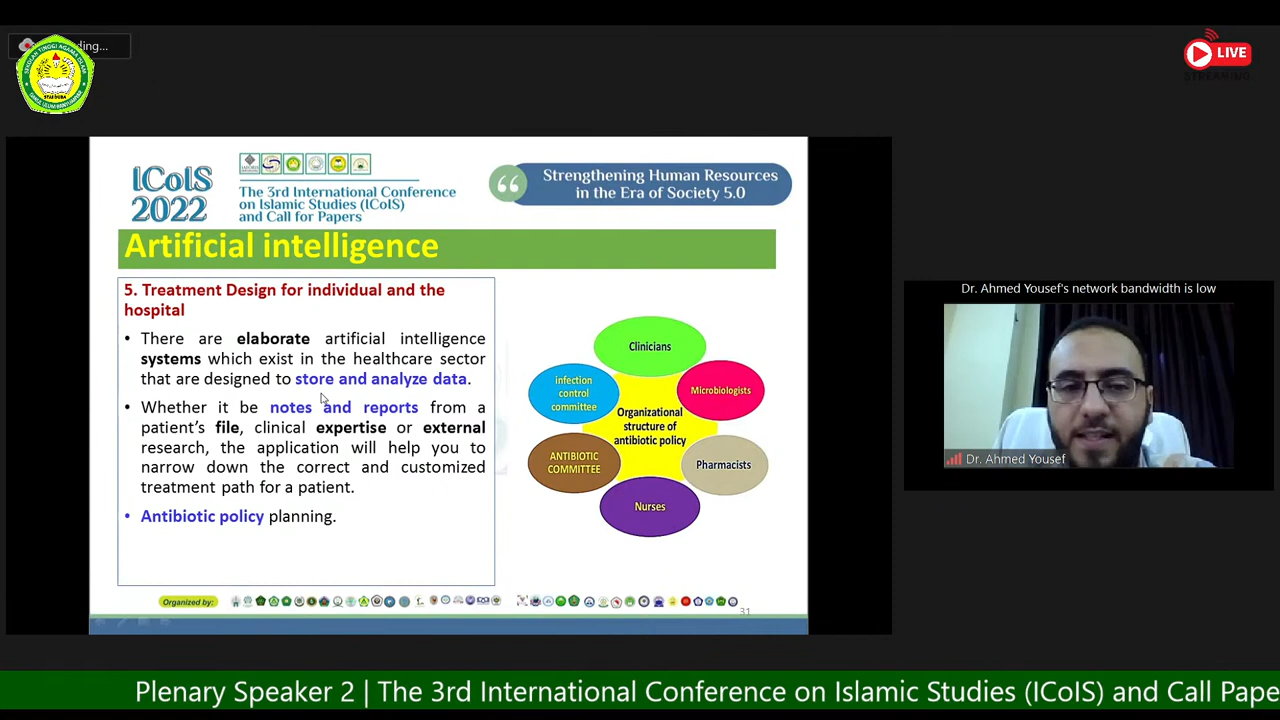 ding...
LIVE
STREAMING
ICoIS
2022
The 3rd International Conference
on Islamic Studies (ICoIS)
and Call for Papers
Strengthening Human Resources
in the Era of Society 5.0
Artificial intelligence
5. Treatment Design for individual and the
hospital
• There are elaborate artificial intelligence
systems which exist in the healthcare sector
that are designed to store and analyze data.
• Whether it be notes and reports from a
patient's file, clinical expertise or external
research, the application will help you to
narrow down the correct and customized
treatment path for a patient.
• Antibiotic policy planning.
Clinicians
infection
control
committee
Microbiologists
Organizational
structure of
antibiotic policy
ANTIBIOTIC
COMMITTEE
Pharmacists
Nurses
Organized by:
31
Dr. Ahmed Yousef's network bandwidth is low
Dr. Ahmed Yousef
Plenary Speaker 2 | The 3rd International Conference on Islamic Studies (ICoIS) and Call Pape